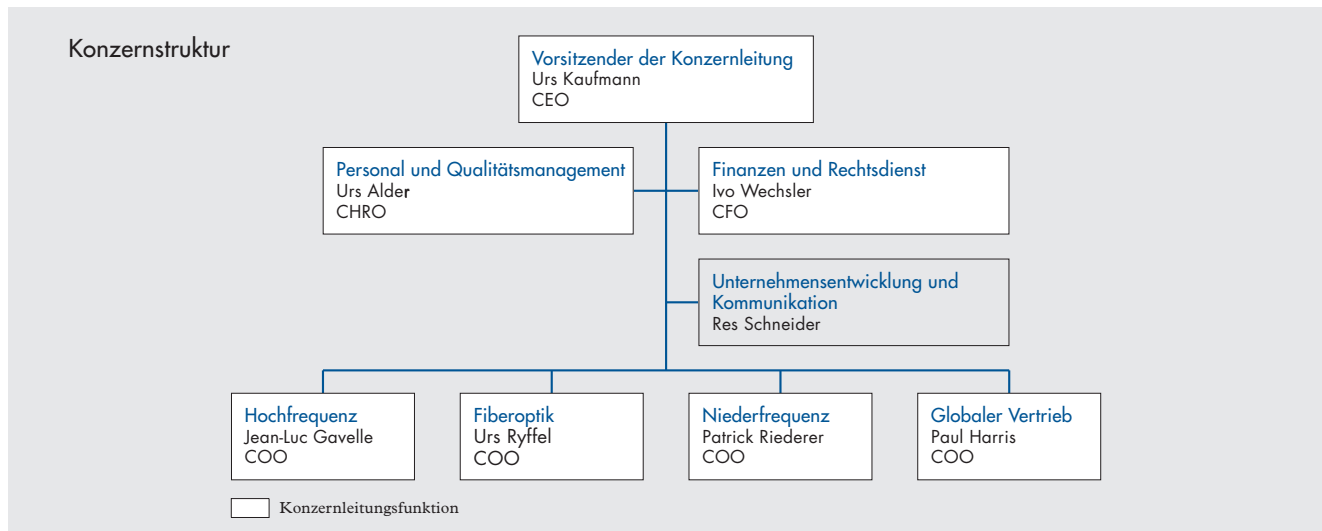 Konzernstruktur
Vorsitzender der Konzernleitung
Urs Kaufmann
CEO
Personal und Qualitätsmanagement
Urs Alder
CHRO
Finanzen und Rechtsdienst
Ivo Wechsler
CFO
Unternehmensentwicklung und
Kommunikation
Res Schneider
Hochfrequenz
Jean-Luc Gavelle
COO
Fiberoptik
Urs Ryffel
COO
Niederfrequenz
Patrick Riederer
COO
Globaler Vertrieb
Paul Harris
COO
Konzernleitungsfunktion